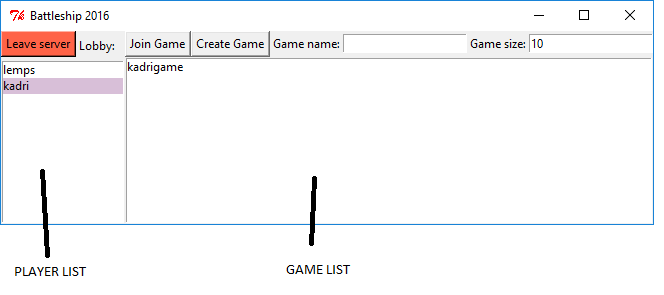 Battleship 2016
Leave server Lobby: Join Game Create Game Game name: Game size: 10
lemps
kadri
kadrigame
PLAYER LIST
GAME LIST